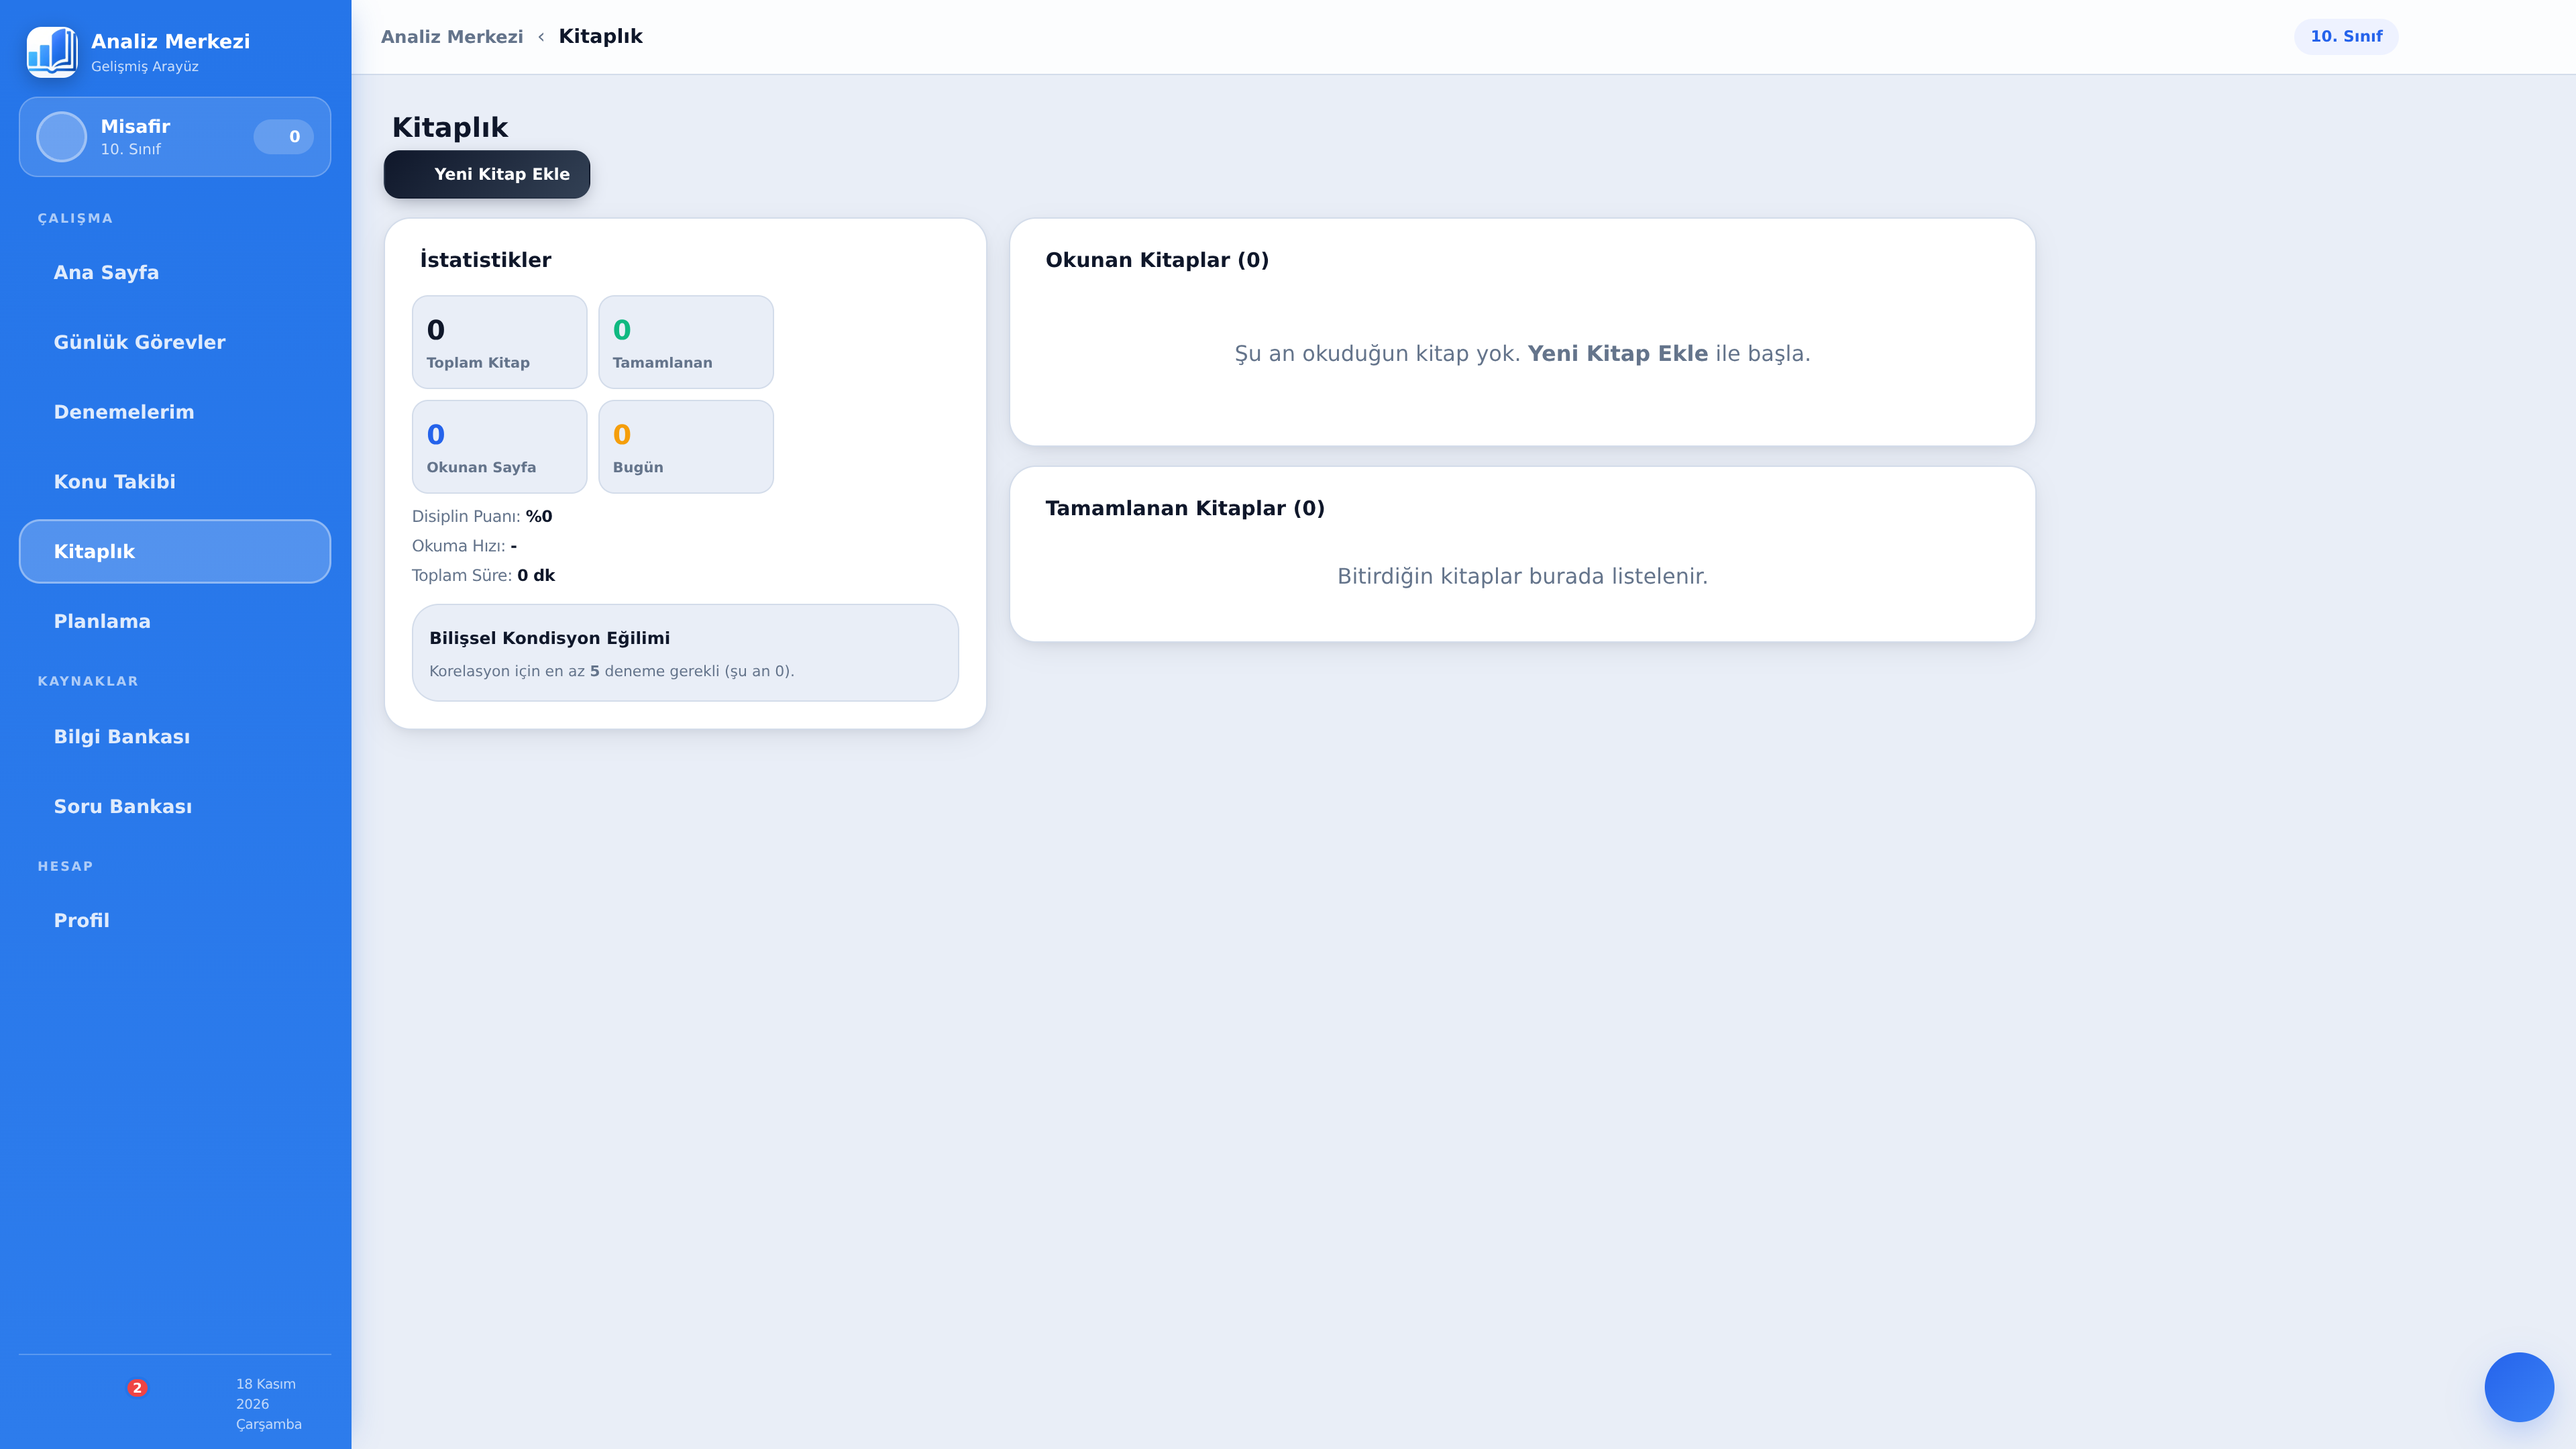 Analiz Merkezi
Gelişmiş Arayüz
Misafir
10. Sınıf
0
ÇALIŞMA
Ana Sayfa
Günlük Görevler
Denemelerim
Konu Takibi
Kitaplık
Planlama
KAYNAKLAR
Bilgi Bankası
Soru Bankası
HESAP
Profil
2
18 Kasım
2026
Çarşamba
Analiz Merkezi ‹ Kitaplık
10. Sınıf
Kitaplık
Yeni Kitap Ekle
İstatistikler
0
Toplam Kitap
0
Tamamlanan
0
Okunan Sayfa
0
Bugün
Disiplin Puanı: %0
Okuma Hızı: -
Toplam Süre: 0 dk
Bilişsel Kondisyon Eğilimi
Korelasyon için en az 5 deneme gerekli (şu an 0).
Okunan Kitaplar (0)
Şu an okuduğun kitap yok. Yeni Kitap Ekle ile başla.
Tamamlanan Kitaplar (0)
Bitirdiğin kitaplar burada listelenir.